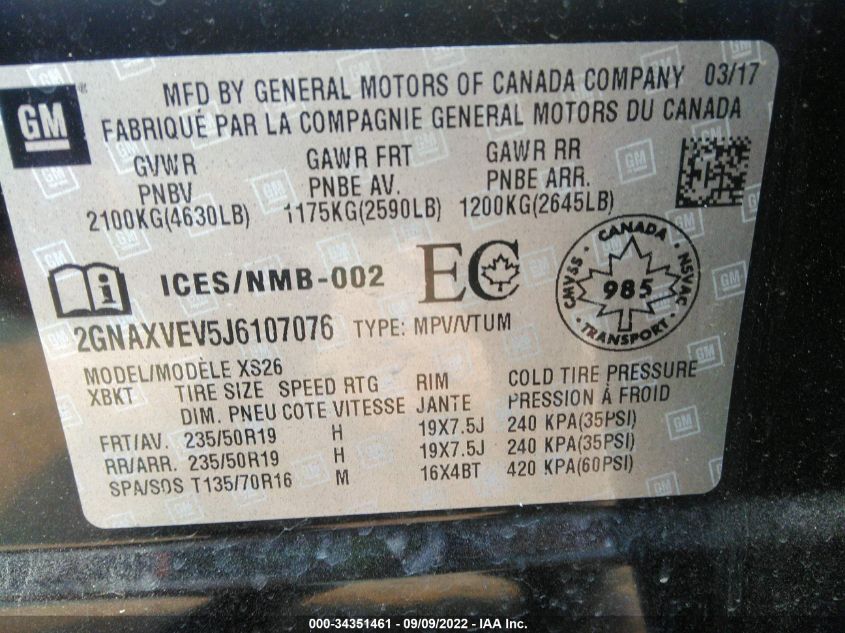 GM
MFD BY GENERAL MOTORS OF CANADA COMPANY 03/17
FABRIQUÉ PAR LA COMPAGNIE GENERAL MOTORS DU CANADA
GVWR GAWR FRT GAWR RR
PNBV PNBE AV. PNBE ARR.
2100KG(4630LB) 1175KG(2590LB) 1200KG(2645LB)
ICES/NMB-002 EC
CANADA
CMVSS 985 NSVAC
TRANSPORT
2GNAXVEV5J6107076 TYPE: MPV/VTUM
MODEL/MODÈLE XS26
XBKT TIRE SIZE SPEED RTG RIM COLD TIRE PRESSURE
DIM. PNEU COTE VITESSE JANTE PRESSION À FROID
FRT/AV. 235/50R19 H 19X7.5J 240 KPA(35PSI)
RR/ARR. 235/50R19 H 19X7.5J 240 KPA(35PSI)
SPA/SOS T135/70R16 M 16X4BT 420 KPA(60PSI)
000-34351461 - 09/09/2022 - IAA Inc.